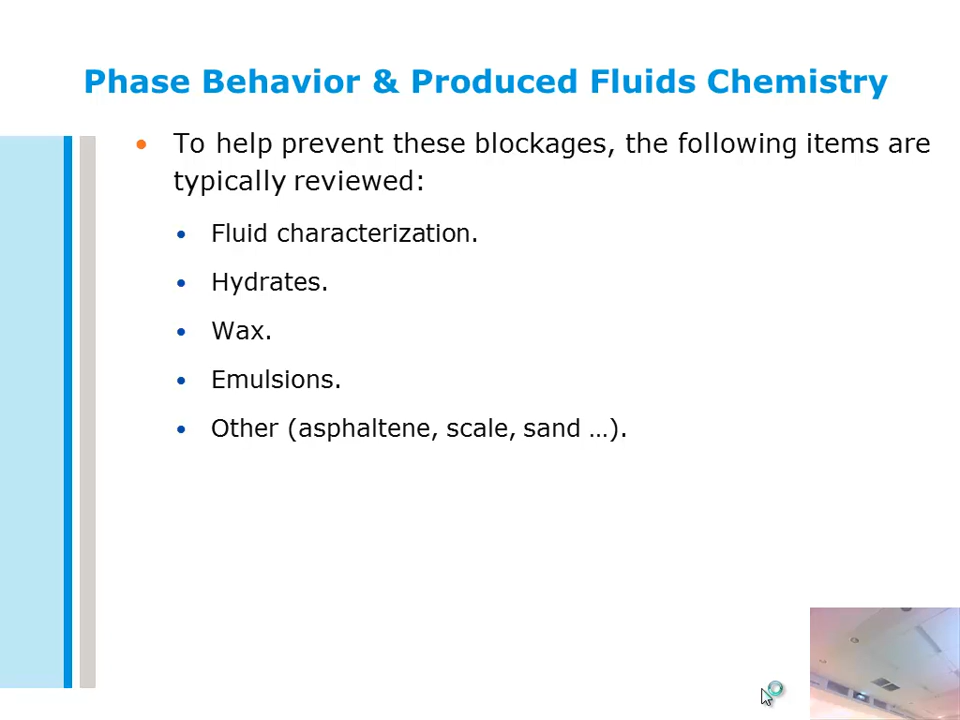 Phase Behavior & Produced Fluids Chemistry
• To help prevent these blockages, the following items are
typically reviewed:
• Fluid characterization.
• Hydrates.
• Wax.
• Emulsions.
• Other (asphaltene, scale, sand …).